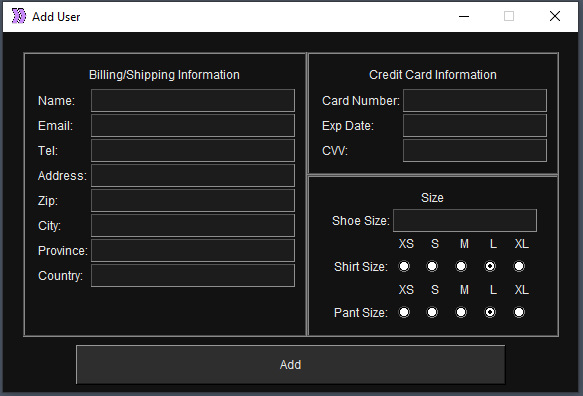 Add User
Billing/Shipping Information
Name:
Email:
Tel:
Address:
Zip:
City:
Province:
Country:
Credit Card Information
Card Number:
Exp Date:
CVV:
Size
Shoe Size:
XS S M L XL
Shirt Size:
XS S M L XL
Pant Size:
Add